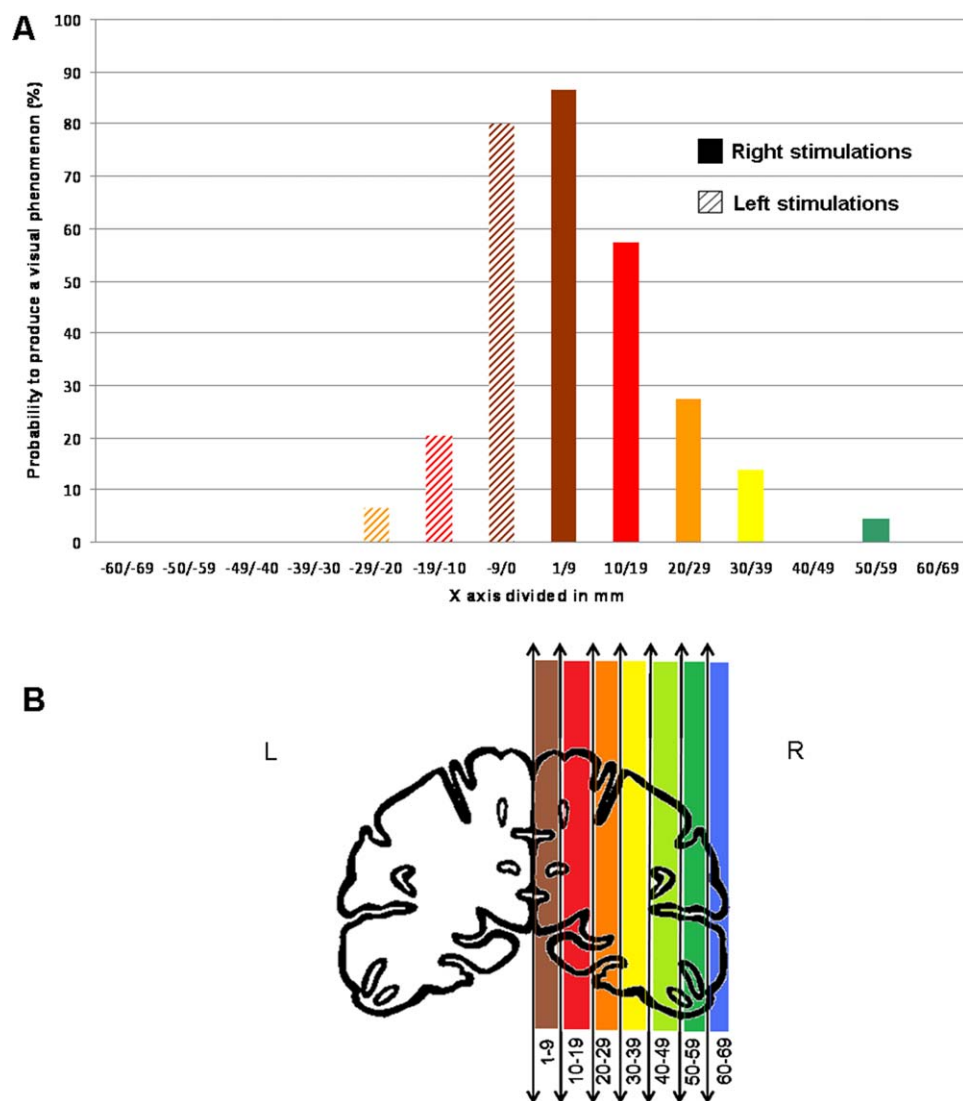 A
Probability to produce a visual phenomenon (%)
100
90
80
70
60
50
40
30
20
10
0
Right stimulations
Left stimulations
-60/-69 -50/-59 -49/-40 -39/-30 -29/-20 -19/-10 -9/0 1/9 10/19 20/29 30/39 40/49 50/59 60/69
X axis divided in mm
B
L
R
1-9
10-19
20-29
30-39
40-49
50-59
60-69